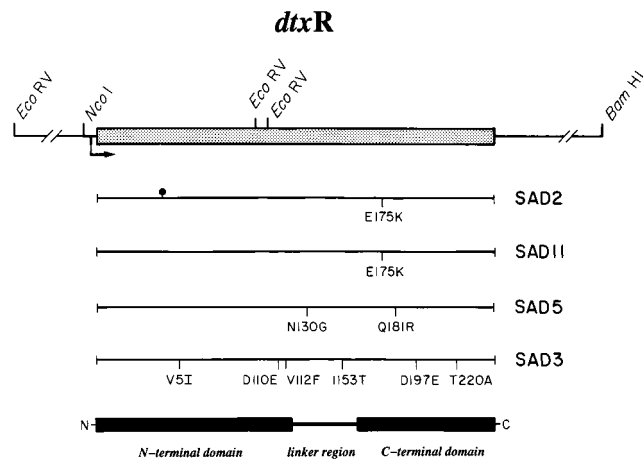 dtxR
Eco RV
Nco I
Eco RV
Eco RV
Bam HI
SAD2
E175K
SAD11
E175K
SAD5
N130G Q181R
SAD3
V5I D110E V112F I153T D197E T220A
N C
N-terminal domain linker region C-terminal domain